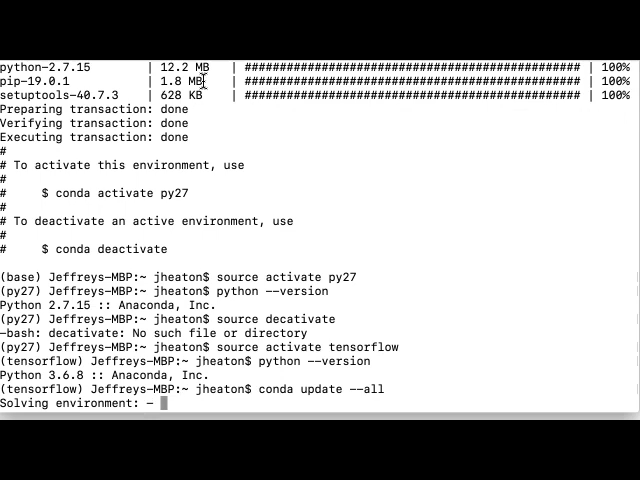 python-2.7.15 | 12.2 MB | ################################################ | 100%
pip-19.0.1 | 1.8 MB | ################################################ | 100%
setuptools-40.7.3 | 628 KB | ################################################ | 100%
Preparing transaction: done
Verifying transaction: done
Executing transaction: done
#
# To activate this environment, use
#
# $ conda activate py27
#
# To deactivate an active environment, use
#
# $ conda deactivate
(base) Jeffreys-MBP:~ jheaton$ source activate py27
(py27) Jeffreys-MBP:~ jheaton$ python --version
Python 2.7.15 :: Anaconda, Inc.
(py27) Jeffreys-MBP:~ jheaton$ source decativate
-bash: decativate: No such file or directory
(py27) Jeffreys-MBP:~ jheaton$ source activate tensorflow
(tensorflow) Jeffreys-MBP:~ jheaton$ python --version
Python 3.6.8 :: Anaconda, Inc.
(tensorflow) Jeffreys-MBP:~ jheaton$ conda update --all
Solving environment: -